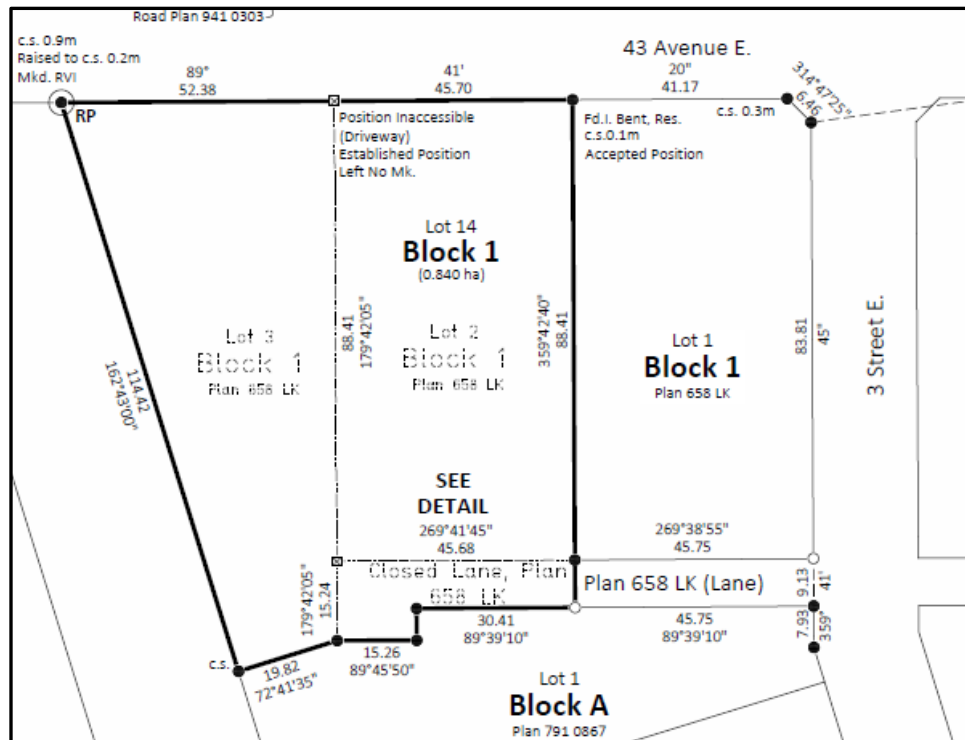 Road Plan 941 0303
c.s. 0.9m
Raised to c.s. 0.2m
Mkd. RVI
43 Avenue E.
89°
52.38
41'
45.70
20"
41.17
314°47'25"
6.46
RP
c.s. 0.3m
Position Inaccessible
(Driveway)
Established Position
Left No Mk.
Fd.I. Bent, Res.
c.s.0.1m
Accepted Position
Lot 14
Block 1
(0.840 ha)
Lot 3
Block 1
Plan 658 LK
88.41
179°42'05"
Lot 2
Block 1
Plan 658 LK
359°42'40"
88.41
Lot 1
Block 1
Plan 658 LK
83.81
45"
3 Street E.
114.42
162°43'00"
SEE
DETAIL
269°41'45"
45.68
269°38'55"
45.75
Closed Lane, Plan
658 LK
Plan 658 LK (Lane)
179°42'05"
15.24
9.13
41'
30.41
89°39'10"
45.75
89°39'10"
7.93
359°
c.s.
19.82
72°41'35"
15.26
89°45'50"
Lot 1
Block A
Plan 791 0867